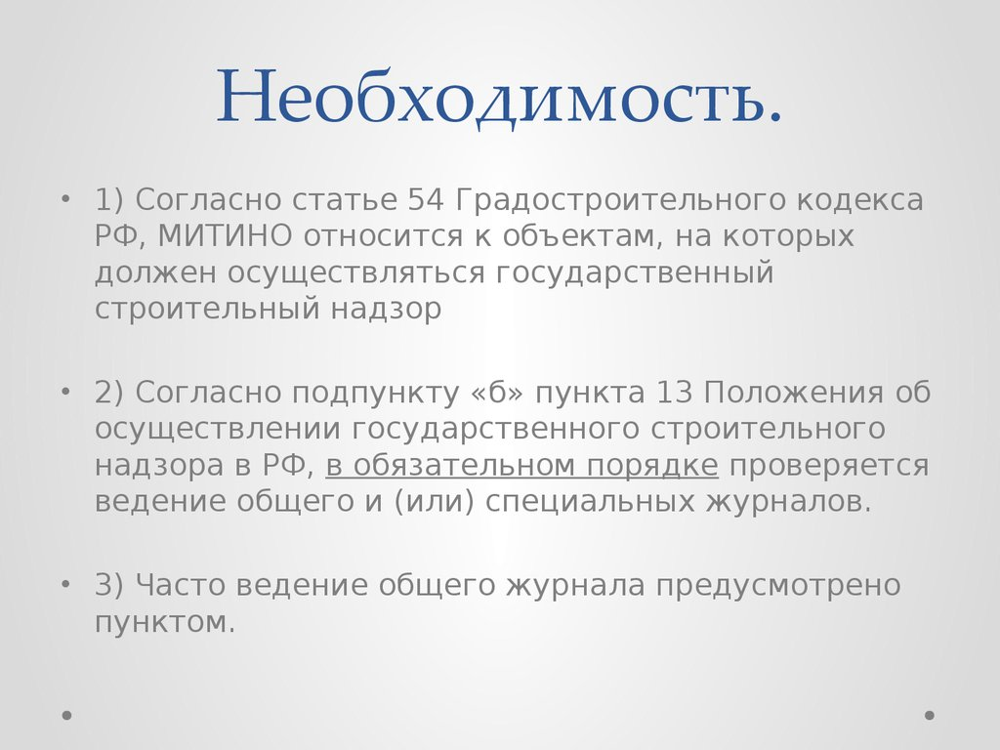 Необходимость.
• 1) Согласно статье 54 Градостроительного кодекса
РФ, МИТИНО относится к объектам, на которых
должен осуществляться государственный
строительный надзор
• 2) Согласно подпункту «б» пункта 13 Положения об
осуществлении государственного строительного
надзора в РФ, в обязательном порядке проверяется
ведение общего и (или) специальных журналов.
• 3) Часто ведение общего журнала предусмотрено
пунктом.